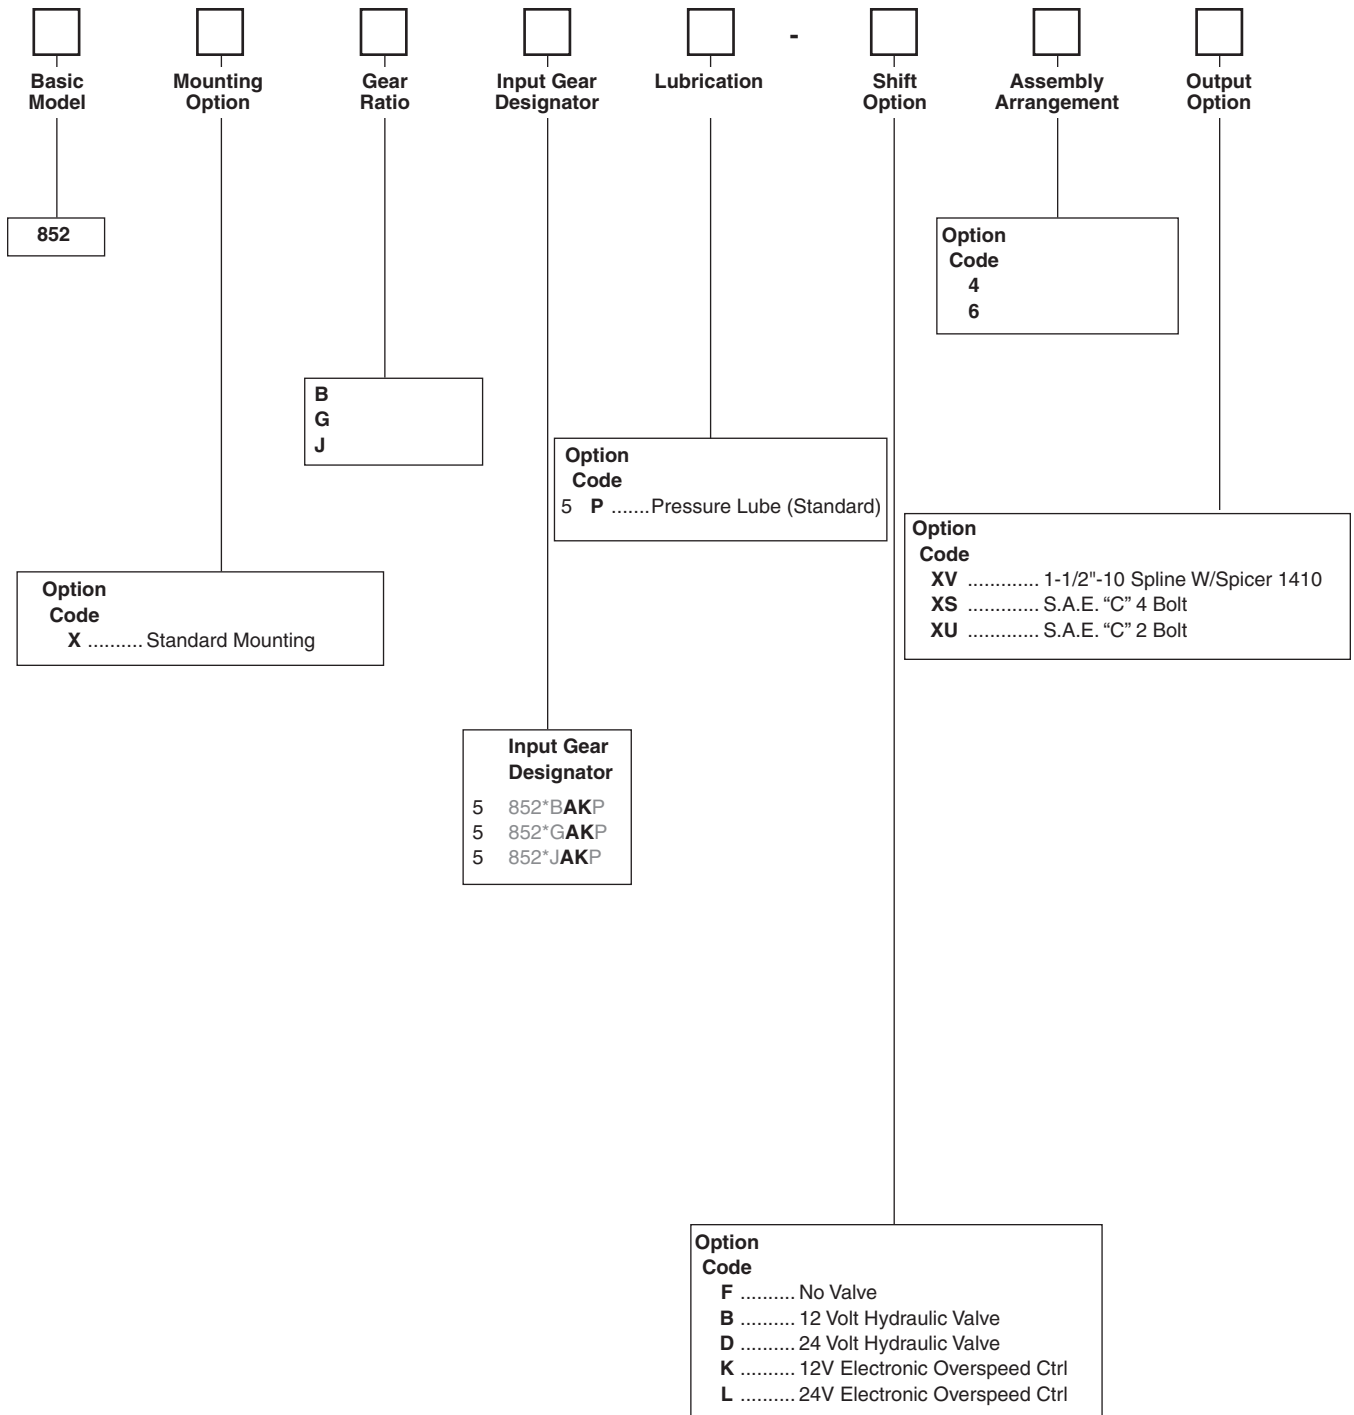 -
Basic
Model
Mounting
Option
Gear
Ratio
Input Gear
Designator
Lubrication
Shift
Option
Assembly
Arrangement
Output
Option
852
Option
Code
4
6
B
G
J
Option
Code
5 P .......Pressure Lube (Standard)
Option
Code
XV ............. 1-1/2"-10 Spline W/Spicer 1410
XS ............. S.A.E. “C” 4 Bolt
XU ............. S.A.E. “C” 2 Bolt
Option
Code
X .......... Standard Mounting
Input Gear
Designator
5 852*BAKP
5 852*GAKP
5 852*JAKP
Option
Code
F .......... No Valve
B .......... 12 Volt Hydraulic Valve
D .......... 24 Volt Hydraulic Valve
K .......... 12V Electronic Overspeed Ctrl
L .......... 24V Electronic Overspeed Ctrl